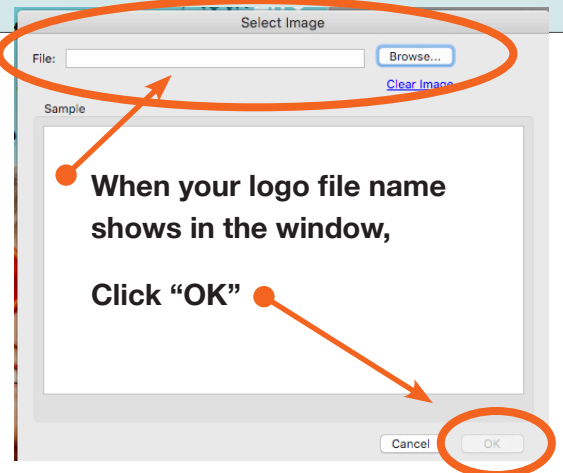 Select Image
File:
Browse...
Clear Image
Sample
When your logo file name
shows in the window,
Click “OK”
Cancel
OK